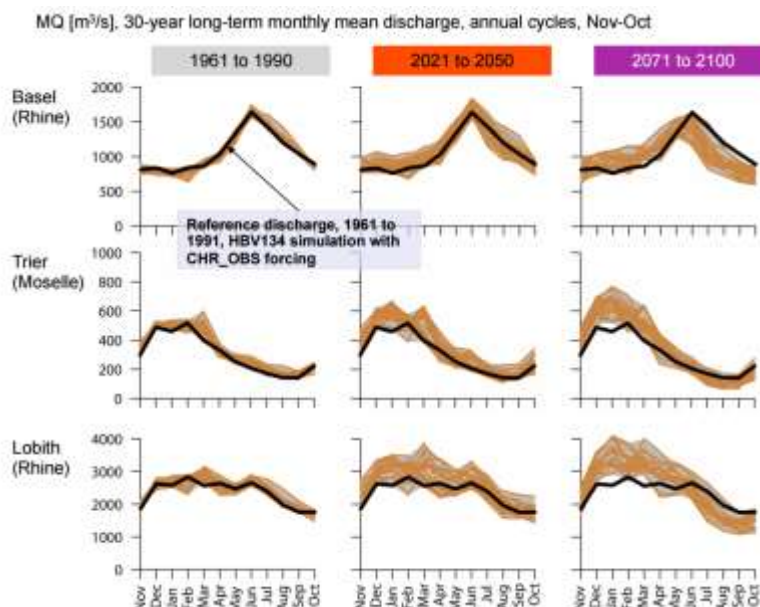 MQ [m³/s], 30-year long-term monthly mean discharge, annual cycles, Nov-Oct
1961 to 1990
2021 to 2050
2071 to 2100
Basel
(Rhine)
2000
1500
1000
500
0
Reference discharge, 1961 to
1991, HBV134 simulation with
CHR_OBS forcing
Trier
(Moselle)
1000
800
600
400
200
0
Lobith
(Rhine)
4000
3000
2000
1000
0
Nov Dec Jan Feb Mar Apr May Jun Jul Aug Sep Oct
Nov Dec Jan Feb Mar Apr May Jun Jul Aug Sep Oct
Nov Dec Jan Feb Mar Apr May Jun Jul Aug Sep Oct